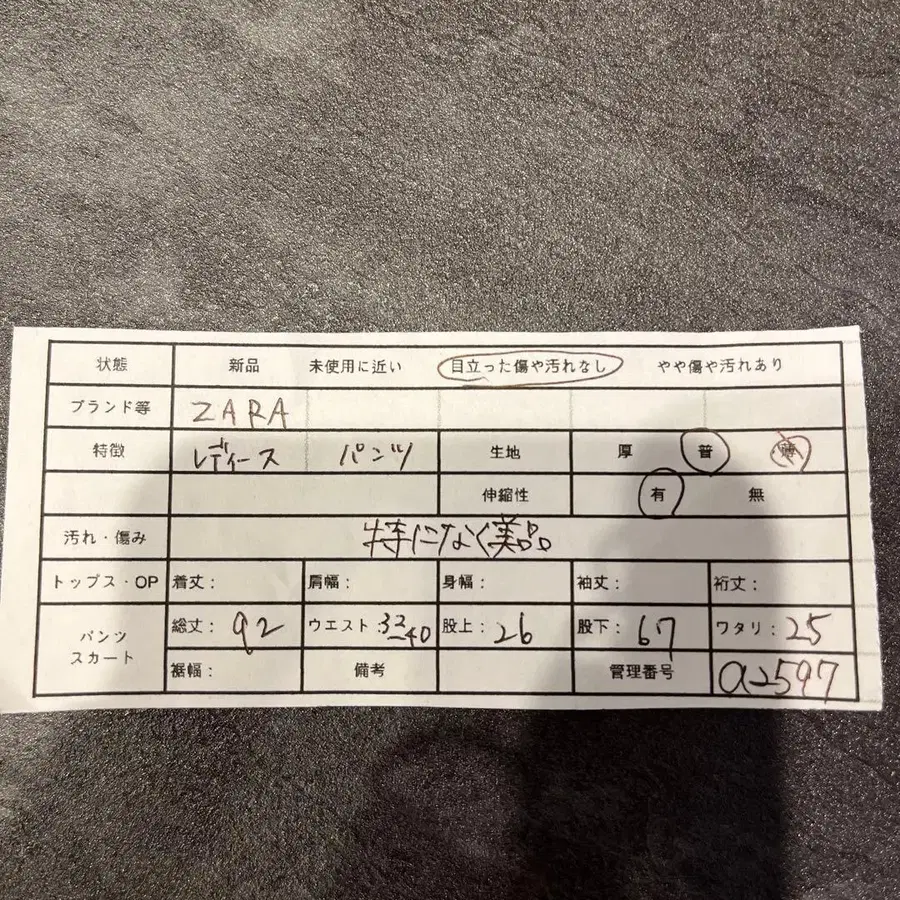 状態 新品 未使用に近い 目立った傷や汚れなし やや傷や汚れあり
ブランド等 ZARA
特徴 レディース パンツ 生地 厚 普 薄
伸縮性 有 無
汚れ・傷み 特になく美品
トップス・OP 着丈: 肩幅: 身幅: 袖丈: 裄丈:
パンツ スカート 総丈: 92 ウエスト: 32~40 股上: 26 股下: 67 ワタリ: 25
裾幅: 備考 管理番号 a2597